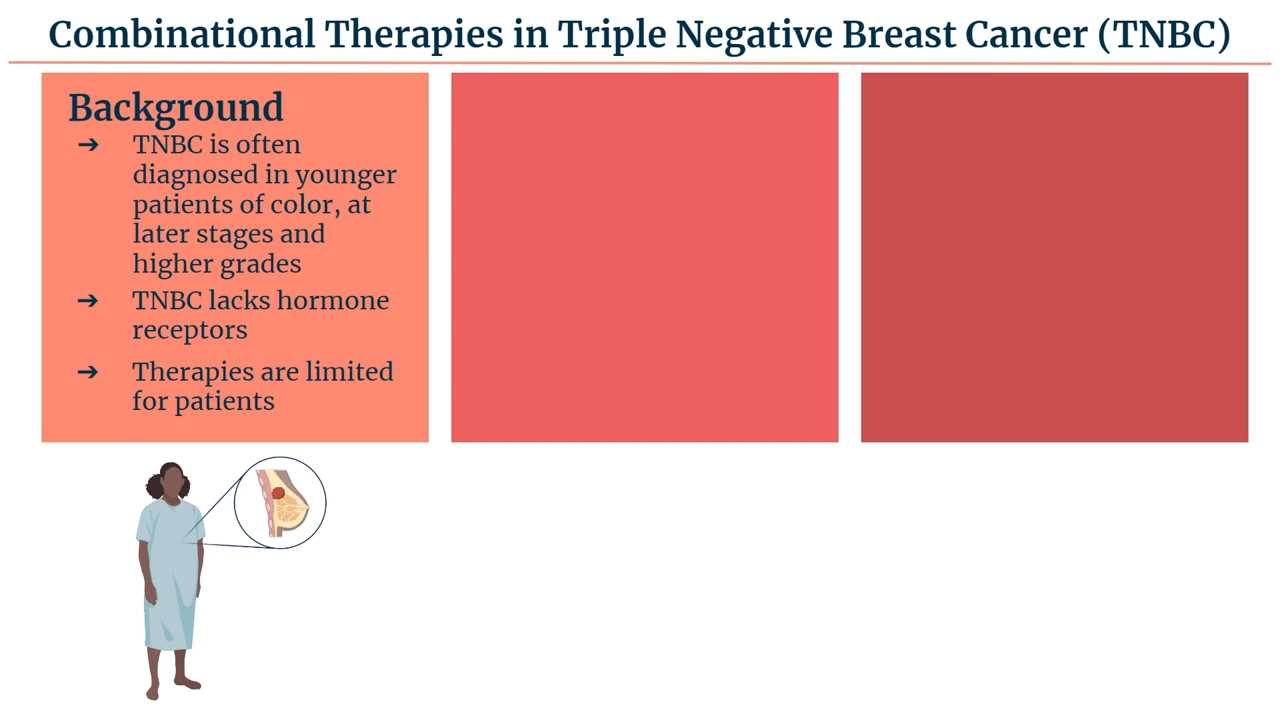 Combinational Therapies in Triple Negative Breast Cancer (TNBC)
Background
➔ TNBC is often
diagnosed in younger
patients of color, at
later stages and
higher grades
➔ TNBC lacks hormone
receptors
➔ Therapies are limited
for patients